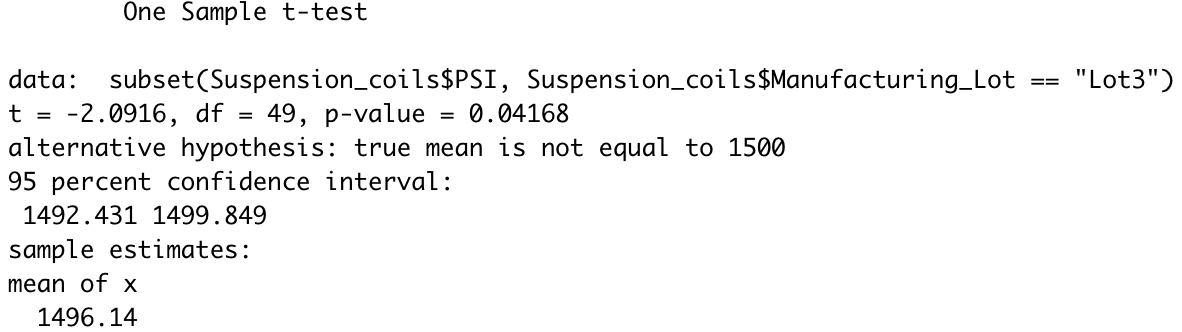 One Sample t-test
data:  subset(Suspension_coils$PSI, Suspension_coils$Manufacturing_Lot == "Lot3")
t = -2.0916, df = 49, p-value = 0.04168
alternative hypothesis: true mean is not equal to 1500
95 percent confidence interval:
1492.431 1499.849
sample estimates:
mean of x
1496.14